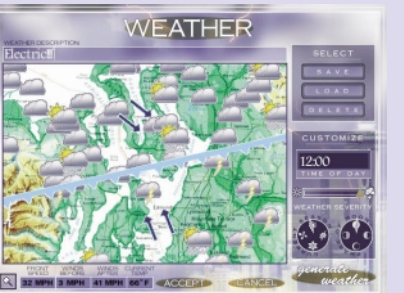 WEATHER
WEATHER DESCRIPTION
Electric!!
SELECT
SAVE
LOAD
DELETE
CUSTOMIZE
12:00
TIME OF DAY
WEATHER SEVERITY
generate
weather
FRONT SPEED
WINDS BEFORE
WINDS AFTER
CURRENT TEMP
32 MPH
3 MPH
41 MPH
66°F
ACCEPT
CANCEL